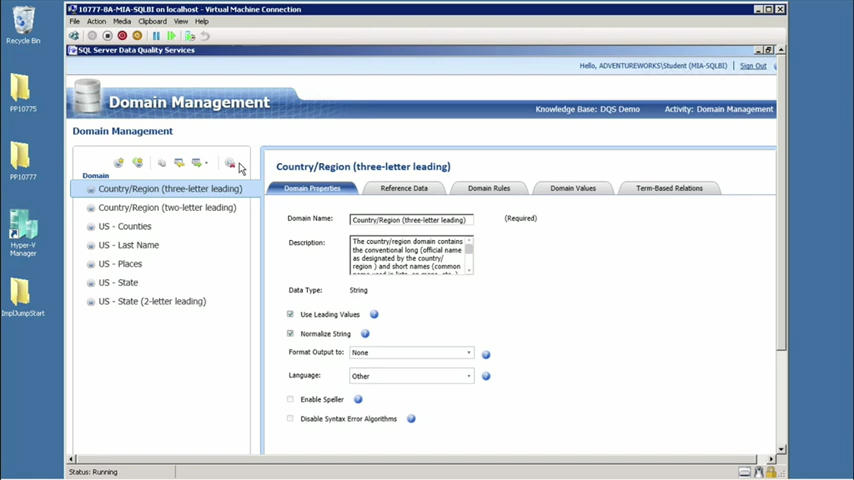 Recycle Bin
PP10775
PP10777
Hyper-V
Manager
ImplJumpStart
10777-8A-MIA-SQLBI on localhost - Virtual Machine Connection
File Action Media Clipboard View Help
SQL Server Data Quality Services
Hello, ADVENTUREWORKS\Student (MIA-SQLBI) Sign Out
Domain Management
Knowledge Base: DQS Demo Activity: Domain Management
Domain Management
Domain
Country/Region (three-letter leading)
Country/Region (two-letter leading)
US - Counties
US - Last Name
US - Places
US - State
US - State (2-letter leading)
Country/Region (three-letter leading)
Domain Properties Reference Data Domain Rules Domain Values Term-Based Relations
Domain Name: Country/Region (three-letter leading) (Required)
Description: The country/region domain contains
the conventional long (official name
as designated by the country/
region ) and short names (common
Data Type: String
Use Leading Values
Normalize String
Format Output to: None
Language: Other
Enable Speller
Disable Syntax Error Algorithms
Status: Running